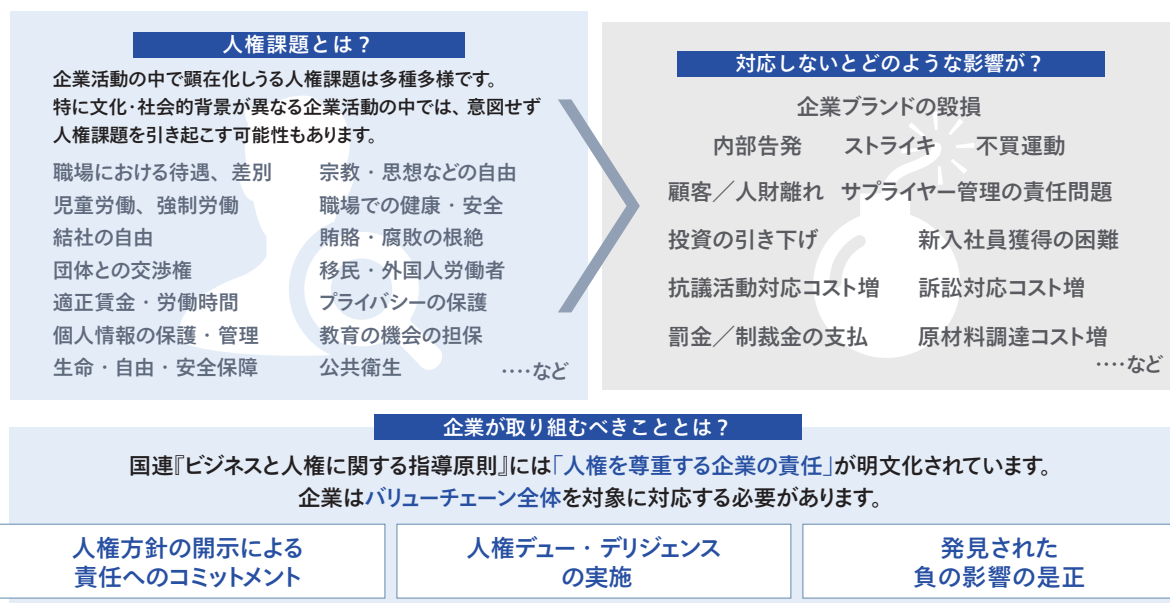 人権課題とは？
企業活動の中で顕在化しうる人権課題は多種多様です。
特に文化・社会的背景が異なる企業活動の中では、意図せず
人権課題を引き起こす可能性もあります。
職場における待遇、差別
児童労働、強制労働
結社の自由
団体との交渉権
適正賃金・労働時間
個人情報の保護・管理
生命・自由・安全保障
宗教・思想などの自由
職場での健康・安全
賄賂・腐敗の根絶
移民・外国人労働者
プライバシーの保護
教育の機会の担保
公共衛生
‥‥など
対応しないとどのような影響が？
企業ブランドの毀損
内部告発 ストライキ 不買運動
顧客／人財離れ サプライヤー管理の責任問題
投資の引き下げ 新入社員獲得の困難
抗議活動対応コスト増 訴訟対応コスト増
罰金／制裁金の支払 原材料調達コスト増
‥‥など
企業が取り組むべきこととは？
国連『ビジネスと人権に関する指導原則』には「人権を尊重する企業の責任」が明文化されています。
企業はバリューチェーン全体を対象に対応する必要があります。
人権方針の開示による
責任へのコミットメント
人権デュー・デリジェンス
の実施
発見された
負の影響の是正